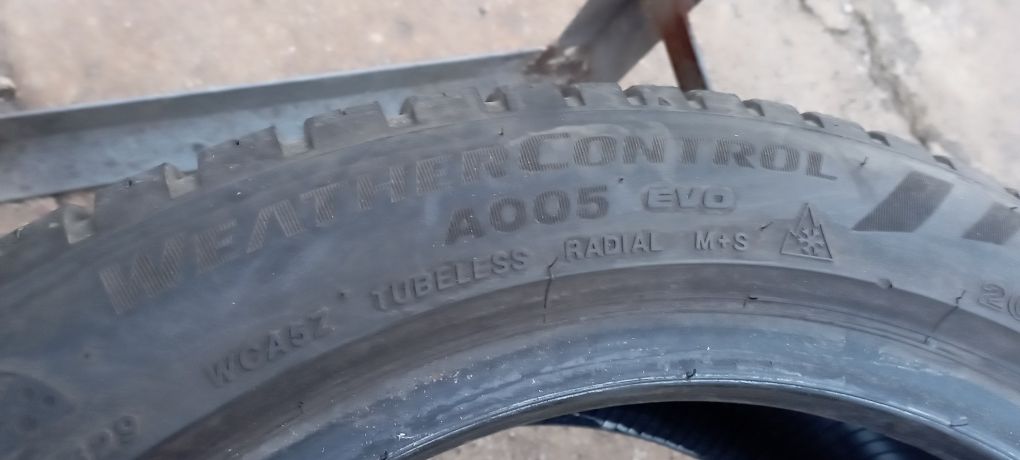 WEATHERCONTROL
A005 EVO
WCA5Z TUBELESS RADIAL M+S